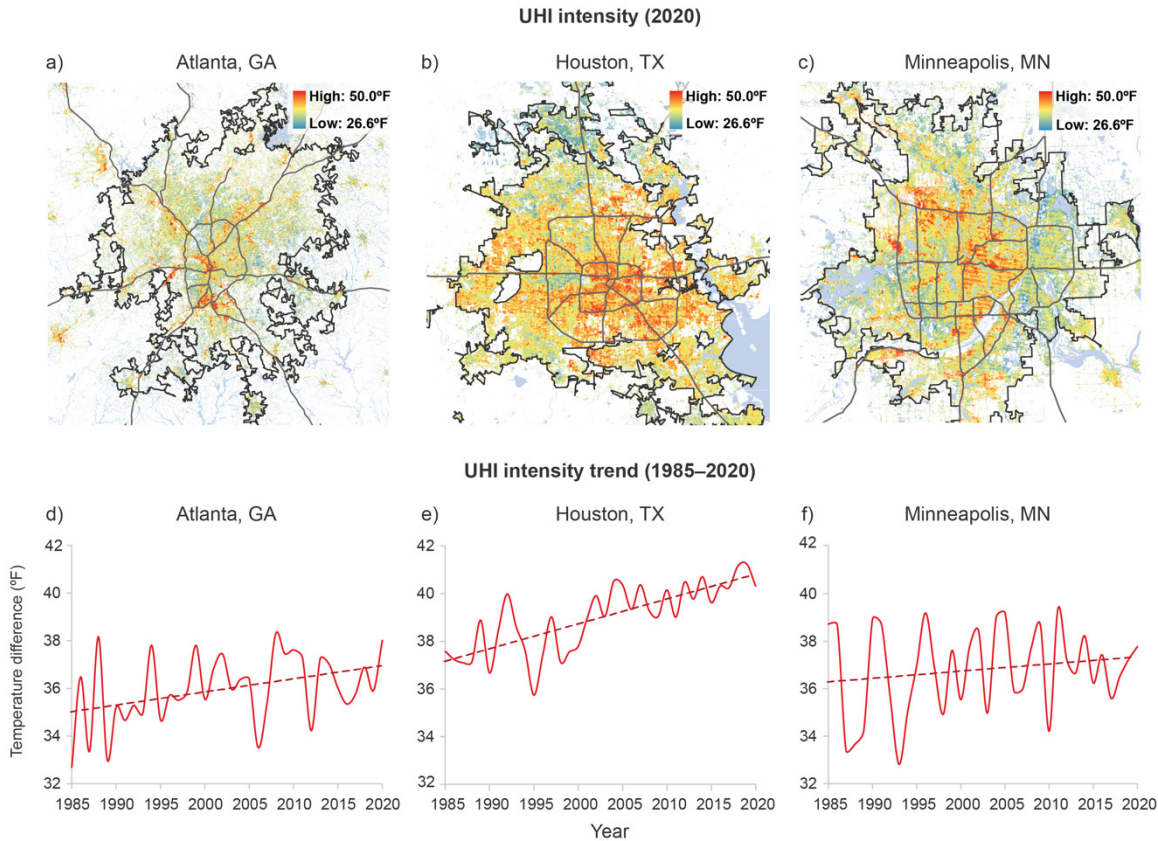 UHI intensity (2020)
a) Atlanta, GA
High: 50.0ºF
Low: 26.6ºF
b) Houston, TX
High: 50.0ºF
Low: 26.6ºF
c) Minneapolis, MN
High: 50.0ºF
Low: 26.6ºF
UHI intensity trend (1985–2020)
d) Atlanta, GA
Temperature difference (ºF)
42
40
38
36
34
32
1985 1990 1995 2000 2005 2010 2015 2020
e) Houston, TX
42
40
38
36
34
32
1985 1990 1995 2000 2005 2010 2015 2020
f) Minneapolis, MN
42
40
38
36
34
32
1985 1990 1995 2000 2005 2010 2015 2020
Year